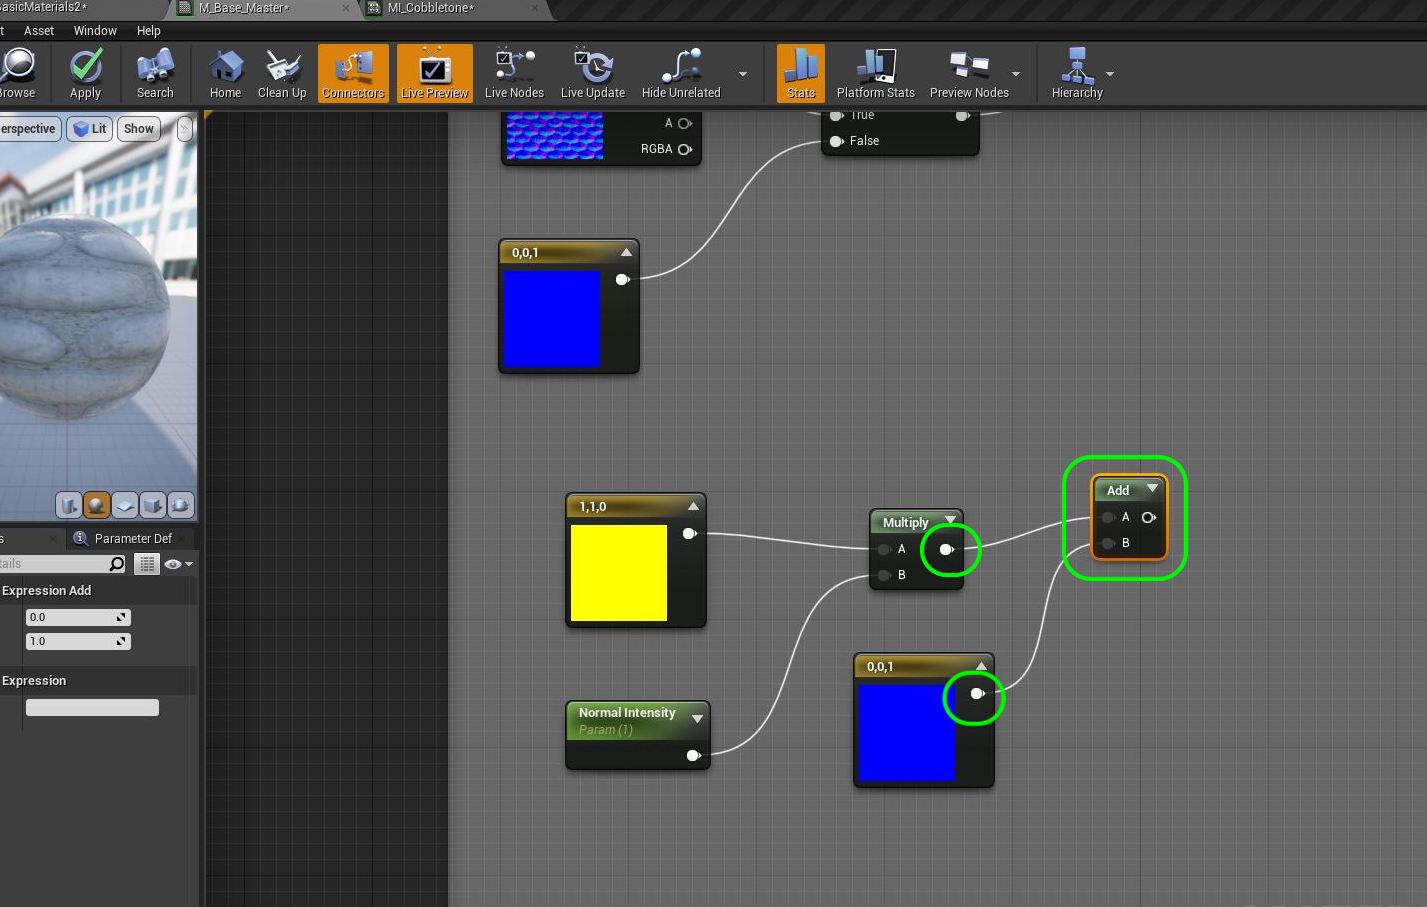 BasicMaterials2*
M_Base_Master*
MI_Cobbletone*
t Asset Window Help
Browse
Apply
Search
Home
Clean Up
Connectors
Live Preview
Live Nodes
Live Update
Hide Unrelated
Stats
Platform Stats
Preview Nodes
Hierarchy
erspective
Lit
Show
A
RGBA
True
False
0,0,1
1,1,0
Multiply
A
B
Add
A
B
0,0,1
Normal Intensity
Param (1)
s
Parameter Def
tails
Expression Add
0.0
1.0
Expression